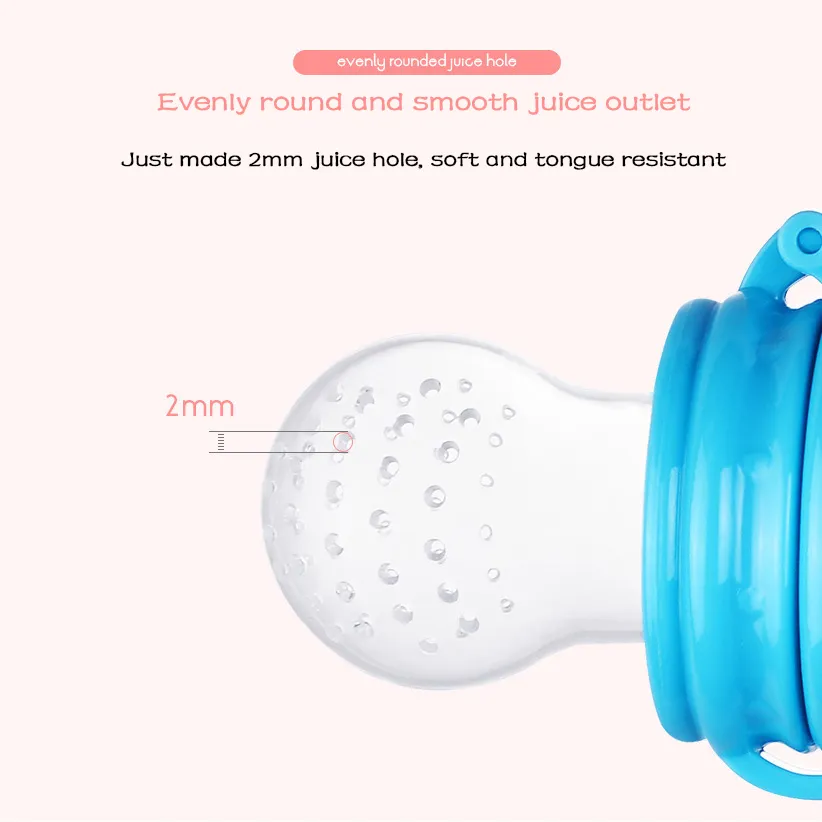 evenly rounded juice hole
Evenly round and smooth juice outlet
Just made 2mm juice hole, soft and tongue resistant
2mm